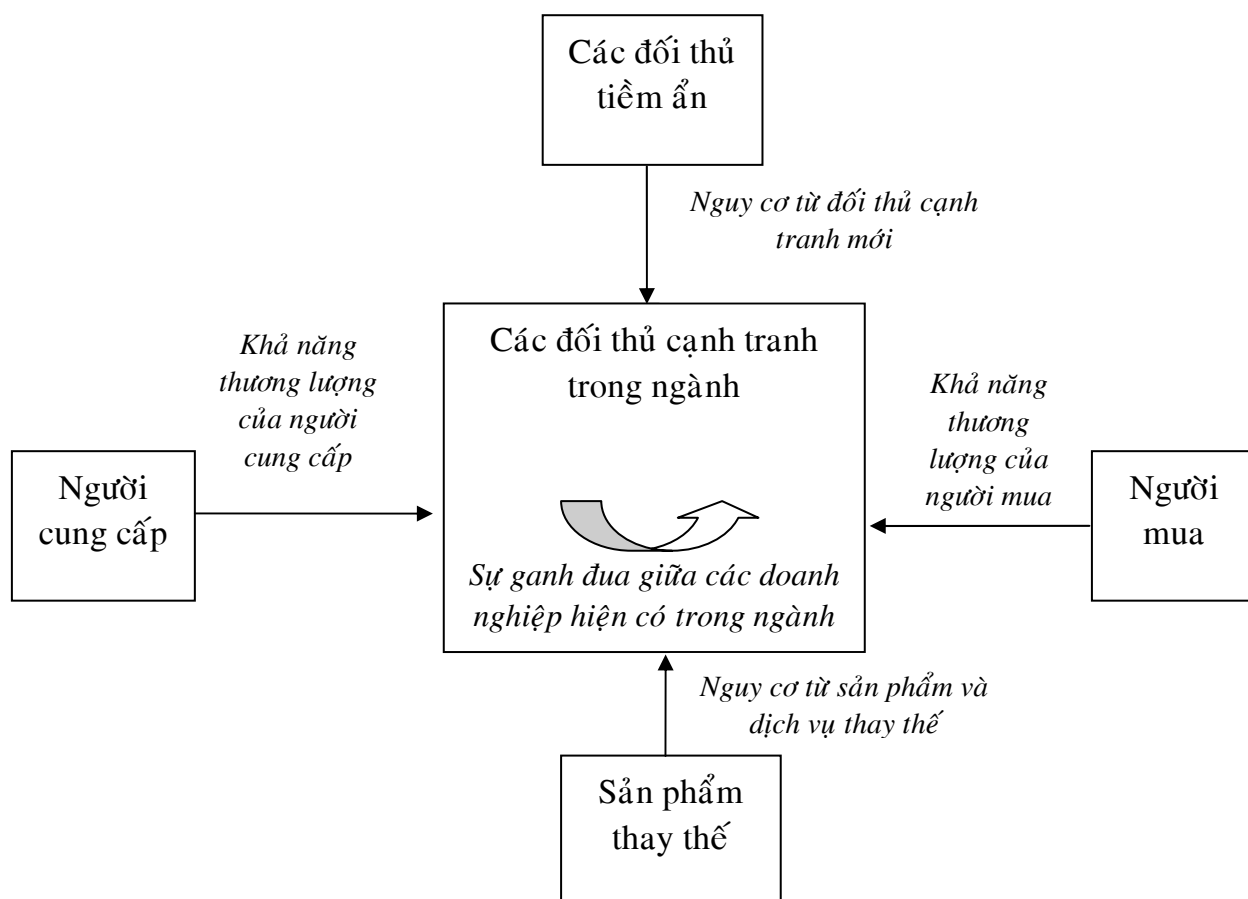 Các đối thủ
tiềm ẩn
Nguy cơ từ đối thủ cạnh
tranh mới
Khả năng
thương lượng
của người
cung cấp
Các đối thủ cạnh tranh
trong ngành
Khả năng
thương
lượng của
người mua
Người
cung cấp
Người
mua
Sự ganh đua giữa các doanh
nghiệp hiện có trong ngành
Nguy cơ từ sản phẩm và
dịch vụ thay thế
Sản phẩm
thay thế